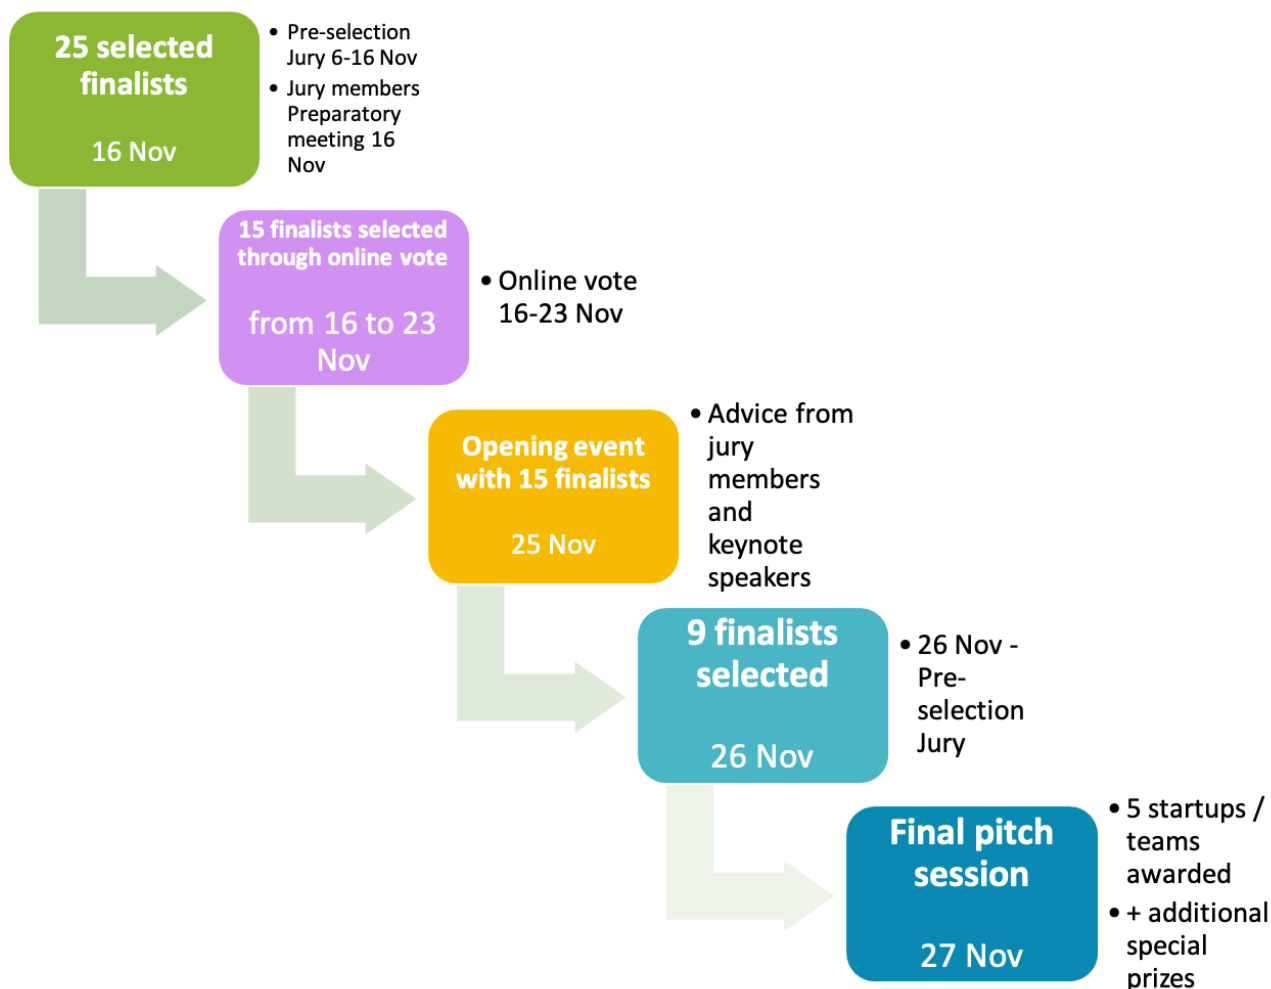 25 selected
finalists
16 Nov
• Pre-selection
Jury 6-16 Nov
• Jury members
Preparatory
meeting 16
Nov
15 finalists selected
through online vote
from 16 to 23
Nov
• Online vote
16-23 Nov
Opening event
with 15 finalists
25 Nov
• Advice from
jury
members
and
keynote
speakers
9 finalists
selected
26 Nov
• 26 Nov -
Pre-
selection
Jury
Final pitch
session
27 Nov
• 5 startups /
teams
awarded
• + additional
special
prizes